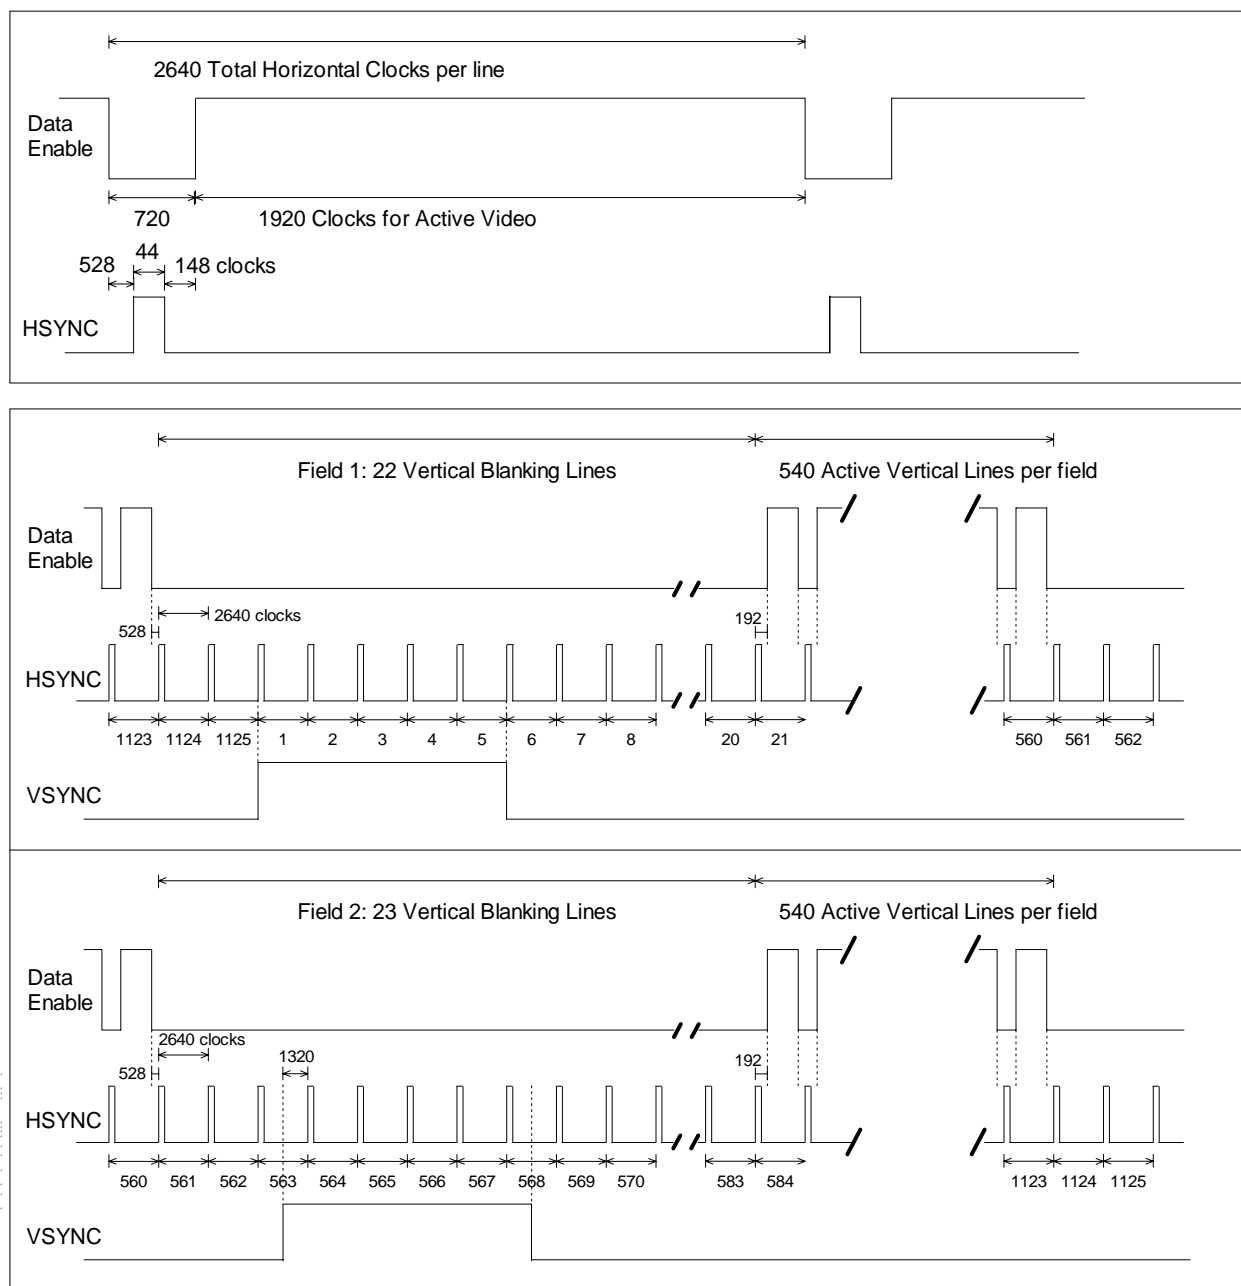 2640 Total Horizontal Clocks per line
Data
Enable
720
1920 Clocks for Active Video
44
528
148 clocks
HSYNC
Field 1: 22 Vertical Blanking Lines
540 Active Vertical Lines per field
Data
Enable
2640 clocks
528
192
HSYNC
1123 1124 1125 1 2 3 4 5 6 7 8 20 21 560 561 562
VSYNC
Field 2: 23 Vertical Blanking Lines
540 Active Vertical Lines per field
Data
Enable
2640 clocks
1320
528
192
HSYNC
560 561 562 563 564 565 566 567 568 569 570 583 584 1123 1124 1125
VSYNC